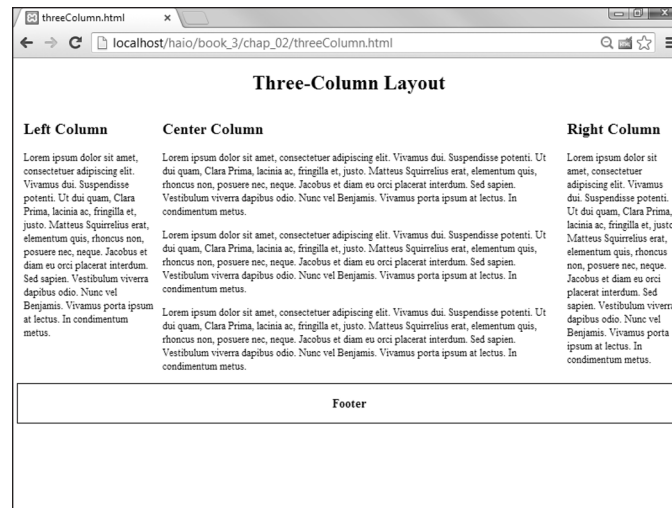 threeColumn.html
localhost/haio/book_3/chap_02/threeColumn.html
Three-Column Layout
Left Column
Lorem ipsum dolor sit amet,
consectetuer adipiscing elit.
Vivamus dui. Suspendisse
potenti. Ut dui quam, Clara
Prima, lacinia ac, fringilla et,
justo. Matteus Squirrelius erat,
elementum quis, rhoncus non,
posuere nec, neque. Jacobus et
diam eu orci placerat interdum.
Sed sapien. Vestibulum viverra
dapibus odio. Nunc vel
Benjamis. Vivamus porta ipsum
at lectus. In condimentum
metus.
Center Column
Lorem ipsum dolor sit amet, consectetuer adipiscing elit. Vivamus dui. Suspendisse potenti. Ut
dui quam, Clara Prima, lacinia ac, fringilla et, justo. Matteus Squirrelius erat, elementum quis,
rhoncus non, posuere nec, neque. Jacobus et diam eu orci placerat interdum. Sed sapien.
Vestibulum viverra dapibus odio. Nunc vel Benjamis. Vivamus porta ipsum at lectus. In
condimentum metus.
Lorem ipsum dolor sit amet, consectetuer adipiscing elit. Vivamus dui. Suspendisse potenti. Ut
dui quam, Clara Prima, lacinia ac, fringilla et, justo. Matteus Squirrelius erat, elementum quis,
rhoncus non, posuere nec, neque. Jacobus et diam eu orci placerat interdum. Sed sapien.
Vestibulum viverra dapibus odio. Nunc vel Benjamis. Vivamus porta ipsum at lectus. In
condimentum metus.
Lorem ipsum dolor sit amet, consectetuer adipiscing elit. Vivamus dui. Suspendisse potenti. Ut
dui quam, Clara Prima, lacinia ac, fringilla et, justo. Matteus Squirrelius erat, elementum quis,
rhoncus non, posuere nec, neque. Jacobus et diam eu orci placerat interdum. Sed sapien.
Vestibulum viverra dapibus odio. Nunc vel Benjamis. Vivamus porta ipsum at lectus. In
condimentum metus.
Right Column
Lorem ipsum dolor sit
amet, consectetuer
adipiscing elit. Vivamus
dui. Suspendisse potenti.
Ut dui quam, Clara Prima,
lacinia ac, fringilla et, justo.
Matteus Squirrelius erat,
elementum quis, rhoncus
non, posuere nec, neque.
Jacobus et diam eu orci
placerat interdum. Sed
sapien. Vestibulum viverra
dapibus odio. Nunc vel
Benjamis. Vivamus porta
ipsum at lectus. In
condimentum metus.
Footer